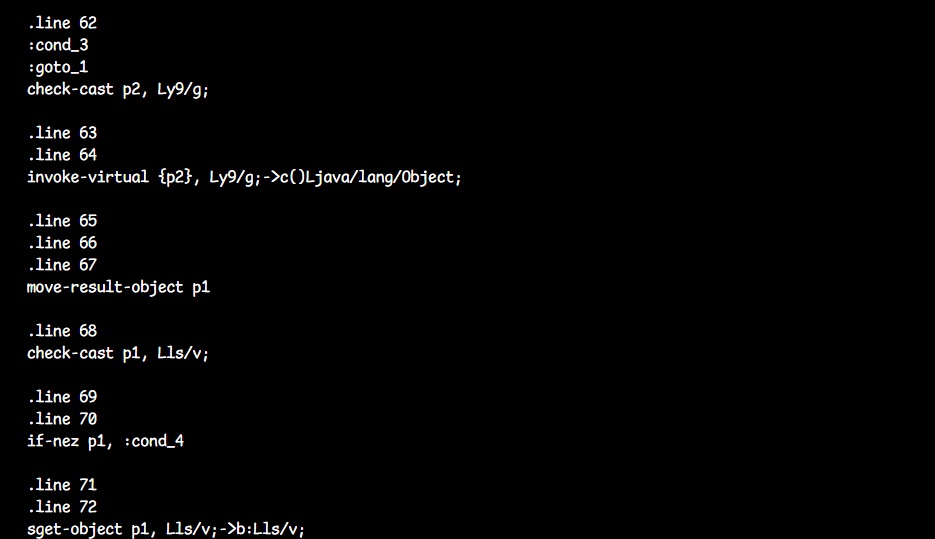 .line 62
:cond_3
:goto_1
check-cast p2, Ly9/g;
.line 63
.line 64
invoke-virtual {p2}, Ly9/g;->c()Ljava/lang/Object;
.line 65
.line 66
.line 67
move-result-object p1
.line 68
check-cast p1, Lls/v;
.line 69
.line 70
if-nez p1, :cond_4
.line 71
.line 72
sget-object p1, Lls/v;->b:Lls/v;